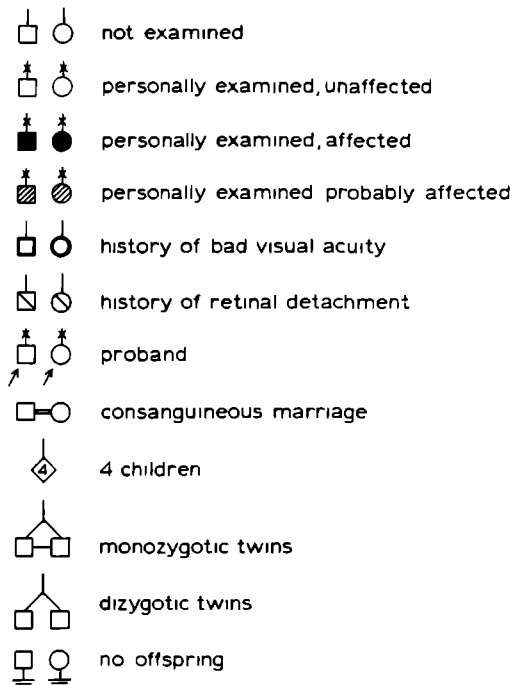 not examined
personally examined, unaffected
personally examined, affected
personally examined probably affected
history of bad visual acuity
history of retinal detachment
proband
consanguineous marriage
4 4 children
monozygotic twins
dizygotic twins
no offspring